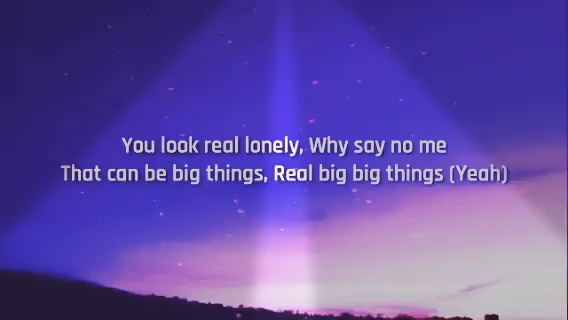 You look real lonely, Why say no me
That can be big things, Real big big things (Yeah)